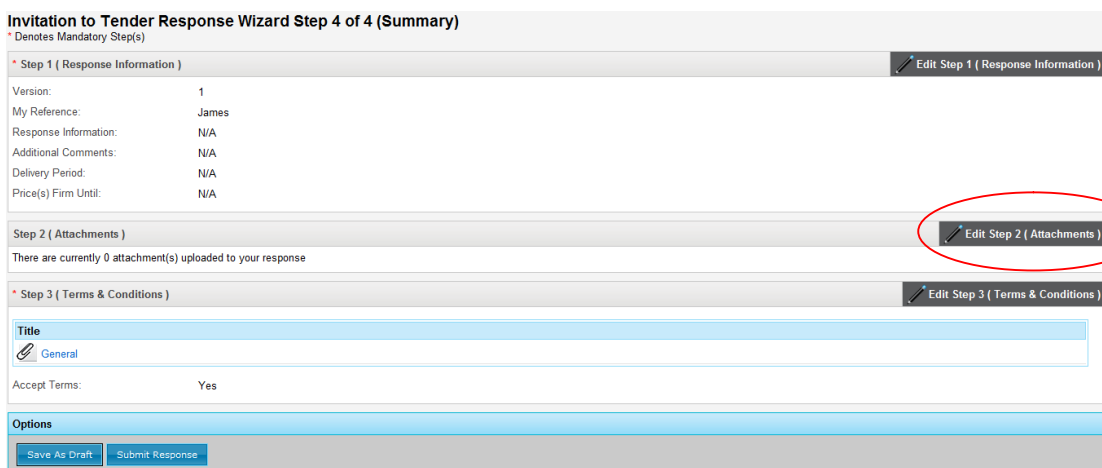 Invitation to Tender Response Wizard Step 4 of 4 (Summary)
* Denotes Mandatory Step(s)
* Step 1 ( Response Information ) Edit Step 1 ( Response Information )
Version: 1
My Reference: James
Response Information: N/A
Additional Comments: N/A
Delivery Period: N/A
Price(s) Firm Until: N/A
Step 2 ( Attachments ) Edit Step 2 ( Attachments )
There are currently 0 attachment(s) uploaded to your response
* Step 3 ( Terms & Conditions ) Edit Step 3 ( Terms & Conditions )
Title
General
Accept Terms: Yes
Options
Save As Draft Submit Response